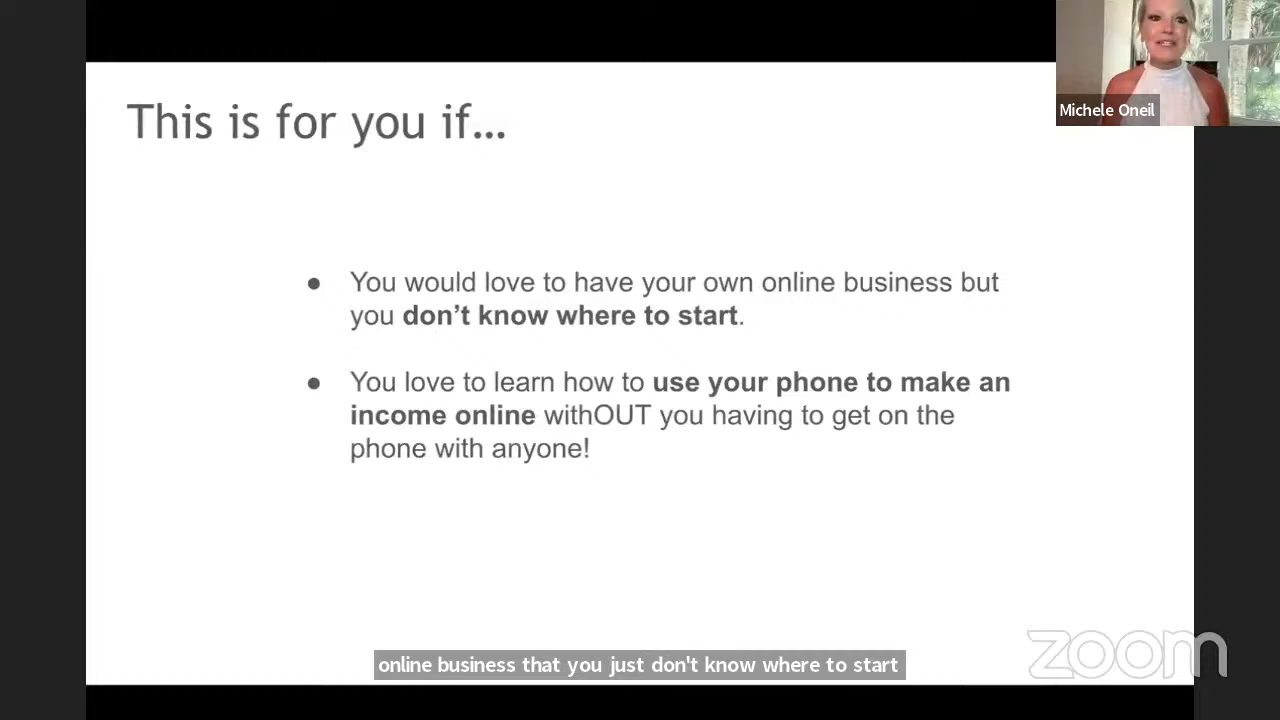 Michele Oneil
This is for you if...
● You would love to have your own online business but
you don’t know where to start.
● You love to learn how to use your phone to make an
income online withOUT you having to get on the
phone with anyone!
online business that you just don't know where to start
zoom